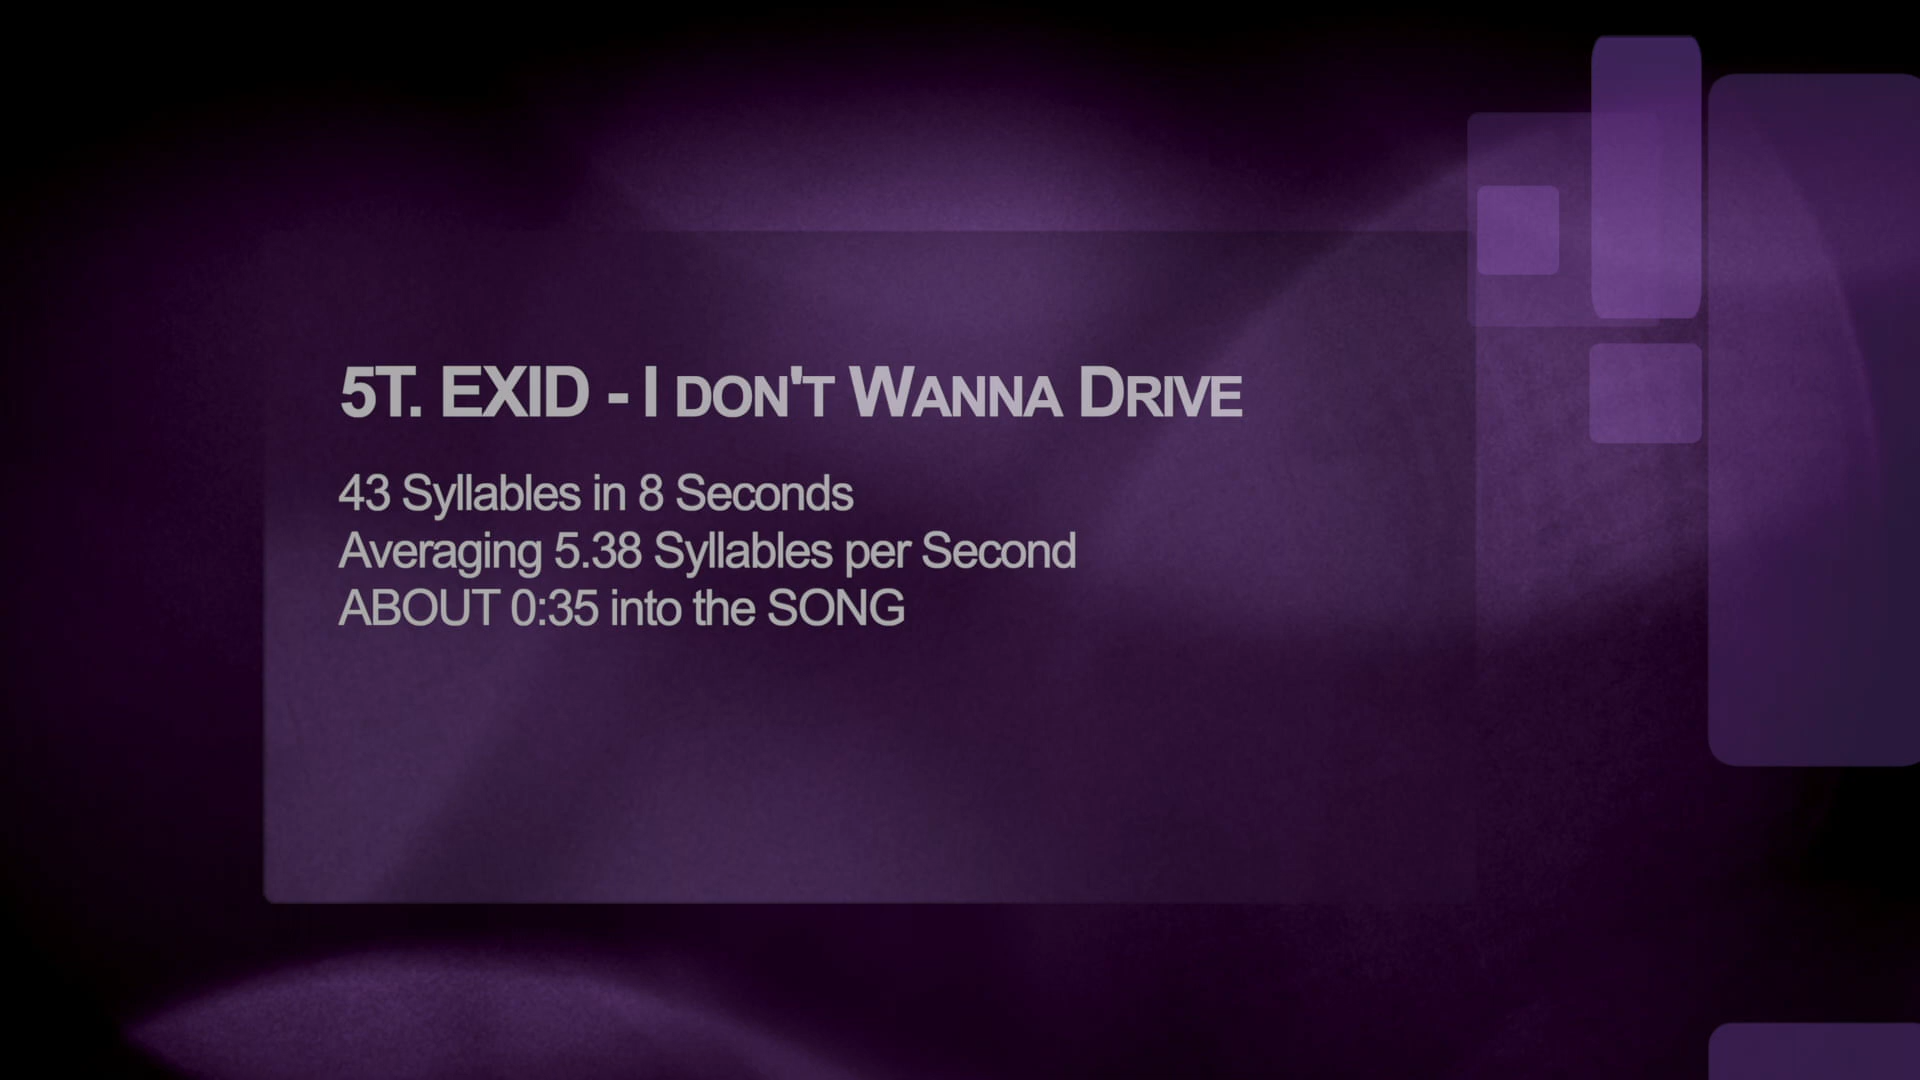 5T. EXID - I DON'T WANNA DRIVE
43 Syllables in 8 Seconds
Averaging 5.38 Syllables per Second
ABOUT 0:35 into the SONG